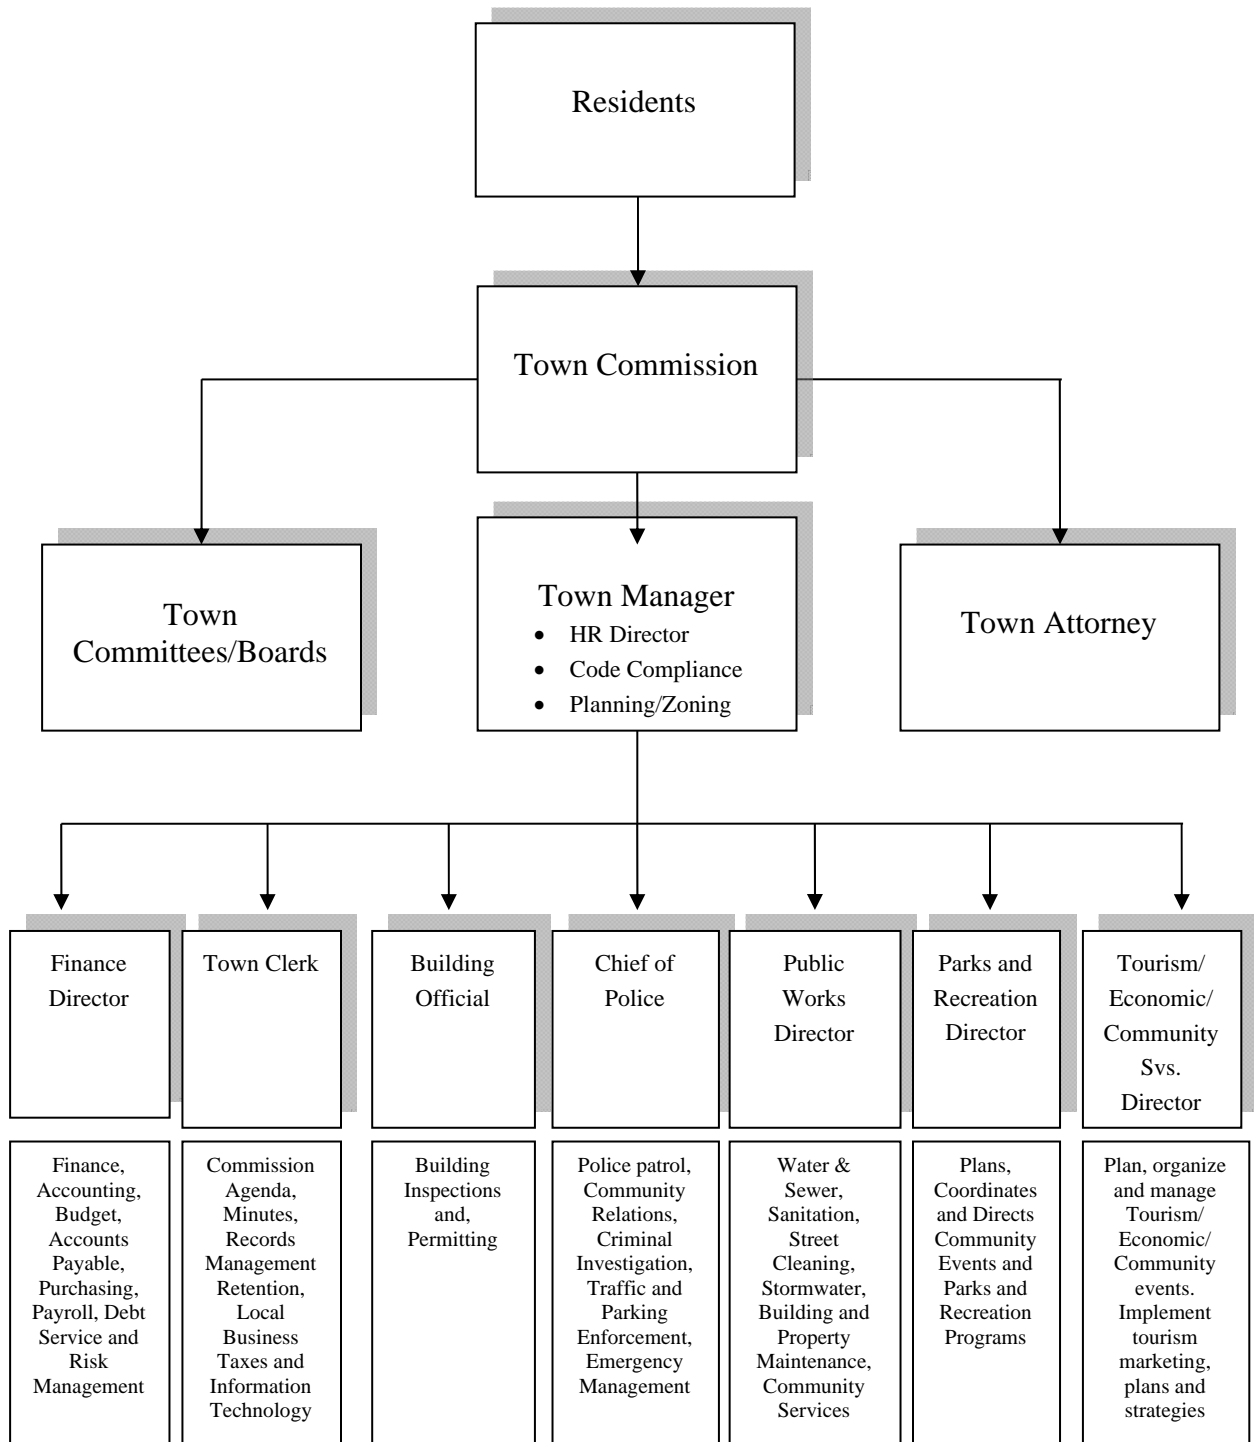 Residents
Town Commission
Town
Committees/Boards
Town Manager
• HR Director
• Code Compliance
• Planning/Zoning
Town Attorney
Finance
Director
Town Clerk
Building
Official
Chief of
Police
Public
Works
Director
Parks and
Recreation
Director
Tourism/
Economic/
Community
Svs.
Director
Finance,
Accounting,
Budget,
Accounts
Payable,
Purchasing,
Payroll, Debt
Service and
Risk
Management
Commission
Agenda,
Minutes,
Records
Management
Retention,
Local
Business
Taxes and
Information
Technology
Building
Inspections
and,
Permitting
Police patrol,
Community
Relations,
Criminal
Investigation,
Traffic and
Parking
Enforcement,
Emergency
Management
Water &
Sewer,
Sanitation,
Street
Cleaning,
Stormwater,
Building and
Property
Maintenance,
Community
Services
Plans,
Coordinates
and Directs
Community
Events and
Parks and
Recreation
Programs
Plan, organize
and manage
Tourism/
Economic/
Community
events.
Implement
tourism
marketing,
plans and
strategies